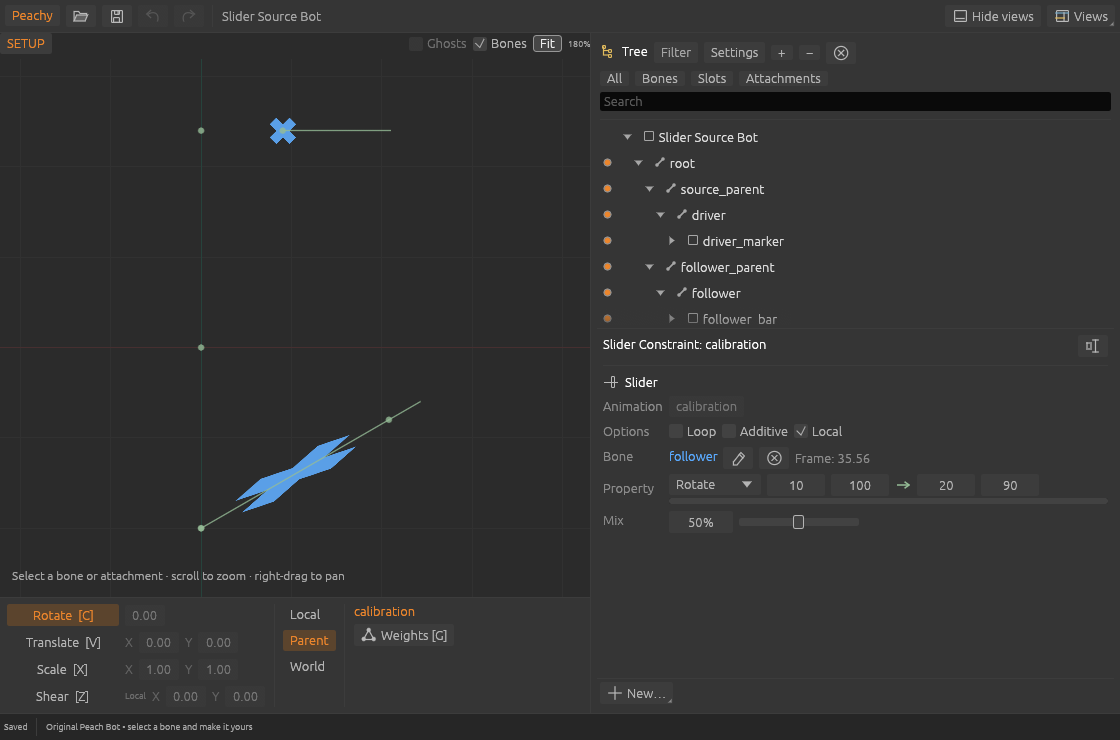 Peachy
Slider Source Bot
Hide views
Views
SETUP
Ghosts
Bones
Fit
180%
Tree
Filter
Settings
+
−
All
Bones
Slots
Attachments
Search
Slider Source Bot
root
source_parent
driver
driver_marker
follower_parent
follower
follower_bar
Slider Constraint: calibration
Slider
Animation calibration
Options Loop Additive Local
Bone follower Frame: 35.56
Property Rotate 10 100 → 20 90
Mix 50%
Select a bone or attachment · scroll to zoom · right-drag to pan
Rotate [C] 0.00
Translate [V] X 0.00 Y 0.00
Scale [X] X 1.00 Y 1.00
Shear [Z] Local X 0.00 Y 0.00
Local
Parent
World
calibration
Weights [G]
New...
Saved
Original Peach Bot • select a bone and make it yours